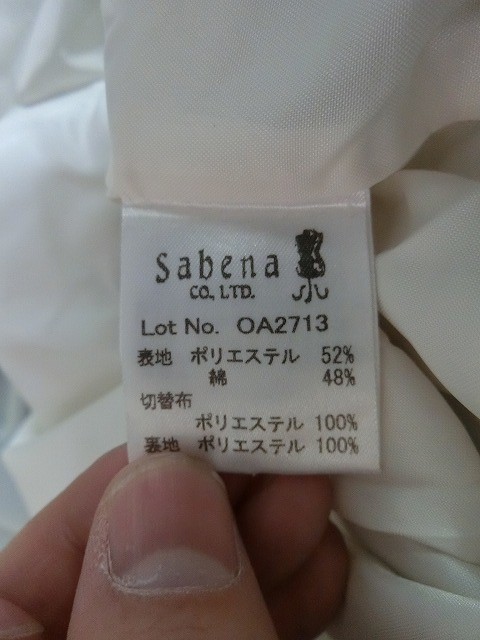 Sabena
CO. LTD.
Lot No. OA2713
表地 ポリエステル 52%
綿 48%
切替布
ポリエステル 100%
裏地 ポリエステル 100%